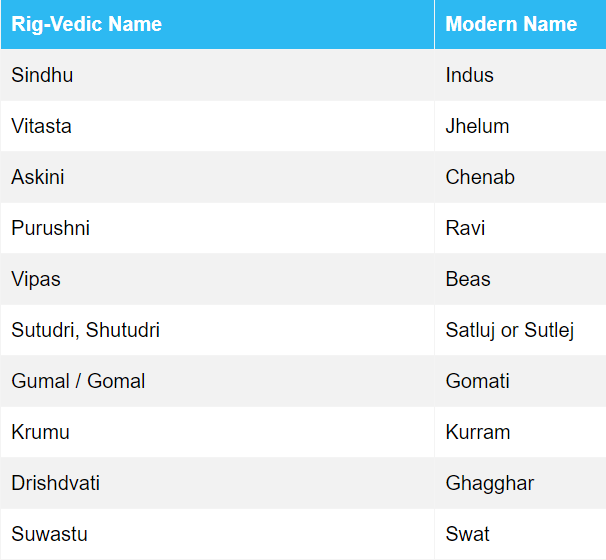 Rig-Vedic Name Modern Name
Sindhu Indus
Vitasta Jhelum
Askini Chenab
Purushni Ravi
Vipas Beas
Sutudri, Shutudri Satluj or Sutlej
Gumal / Gomal Gomati
Krumu Kurram
Drishdvati Ghagghar
Suwastu Swat